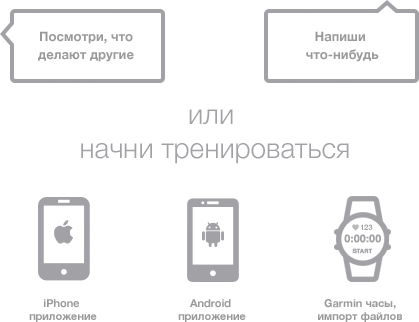 Посмотри, что
делают другие
Напиши
что-нибудь
или
начни тренироваться
123
0:00:00
START
iPhone
приложение
Android
приложение
Garmin часы,
импорт файлов